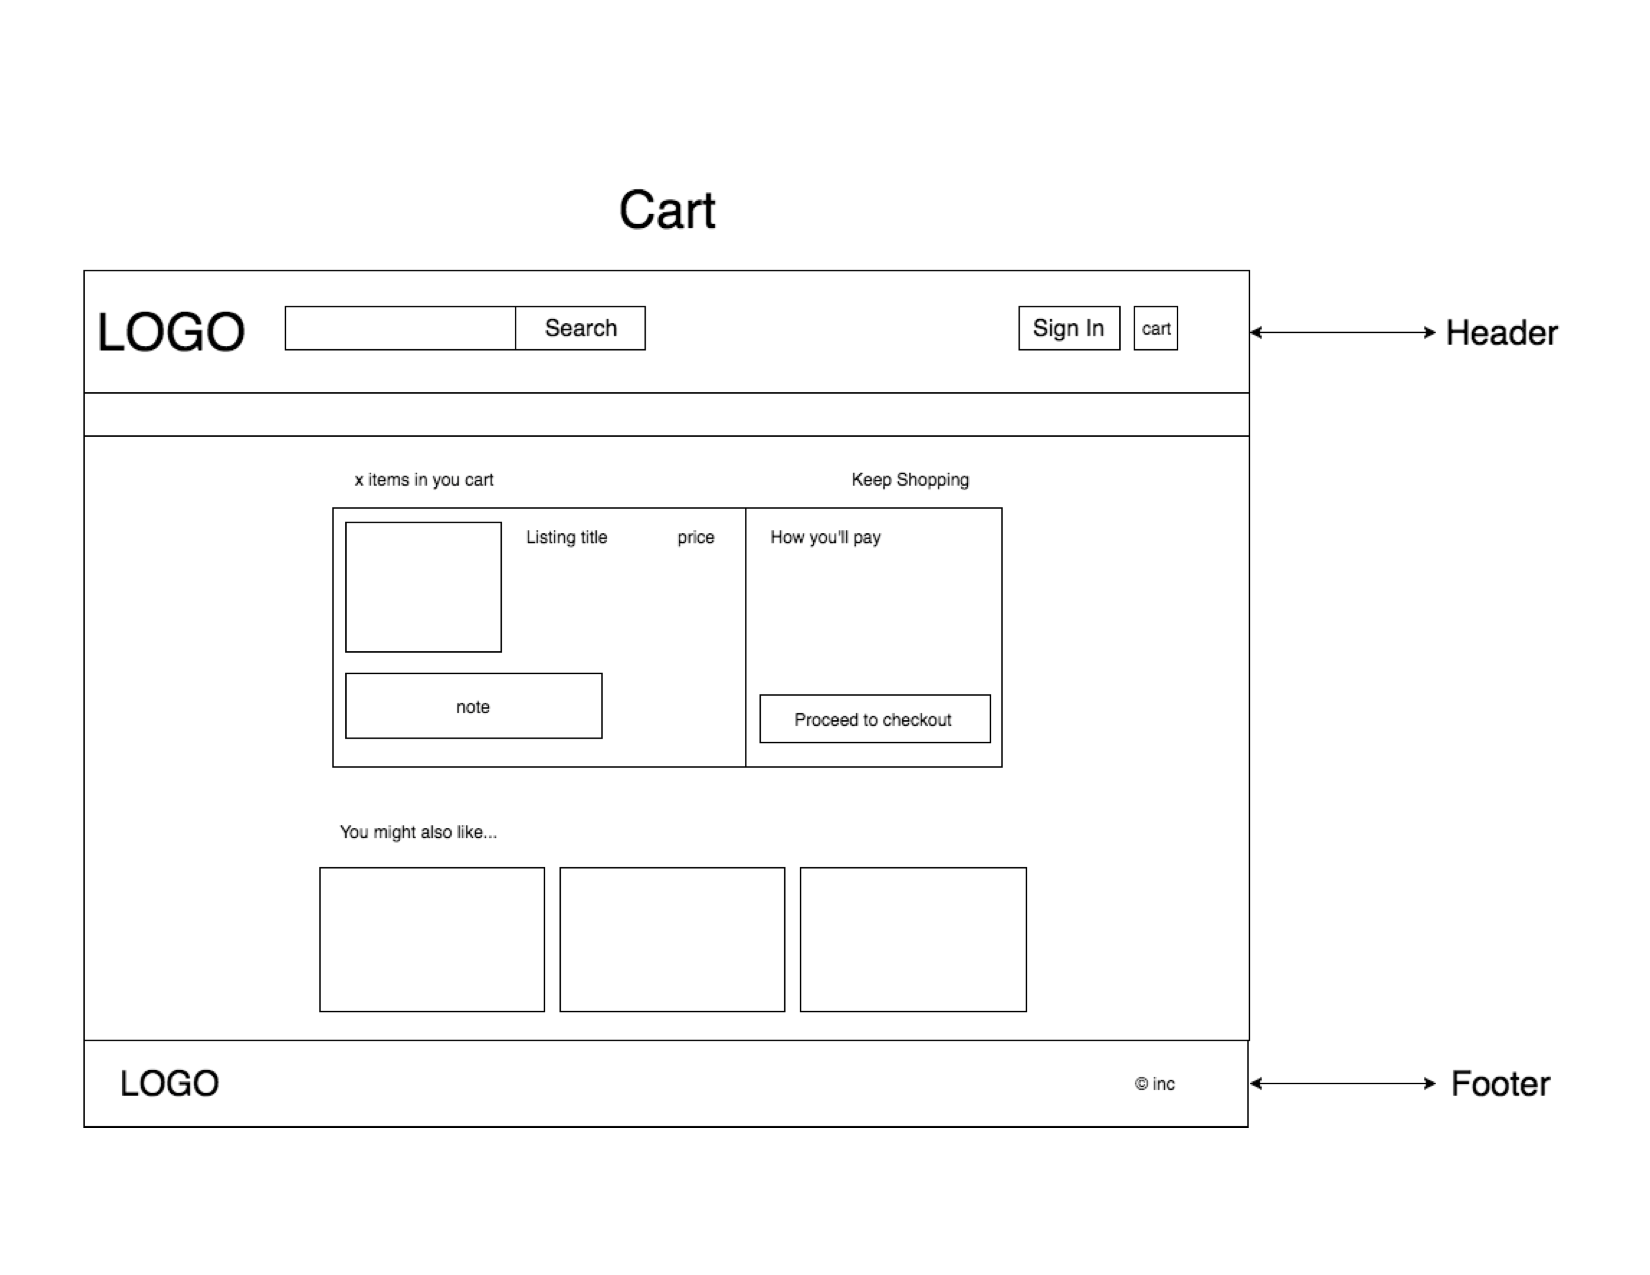 Cart
LOGO
Search
Sign In
cart
Header
x items in you cart
Keep Shopping
Listing title
price
How you'll pay
note
Proceed to checkout
You might also like...
LOGO
© inc
Footer